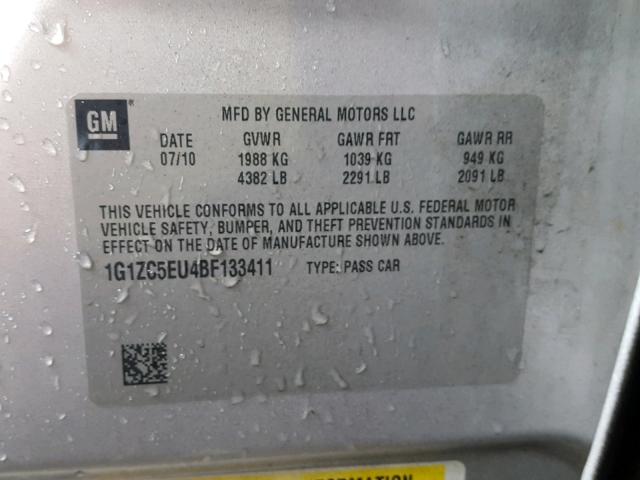 GM
MFD BY GENERAL MOTORS LLC
DATE GVWR GAWR FRT GAWR RR
07/10 1988 KG 1039 KG 949 KG
4382 LB 2291 LB 2091 LB
THIS VEHICLE CONFORMS TO ALL APPLICABLE U.S. FEDERAL MOTOR
VEHICLE SAFETY, BUMPER, AND THEFT PREVENTION STANDARDS IN
EFFECT ON THE DATE OF MANUFACTURE SHOWN ABOVE.
1G1ZC5EU4BF133411 TYPE: PASS CAR